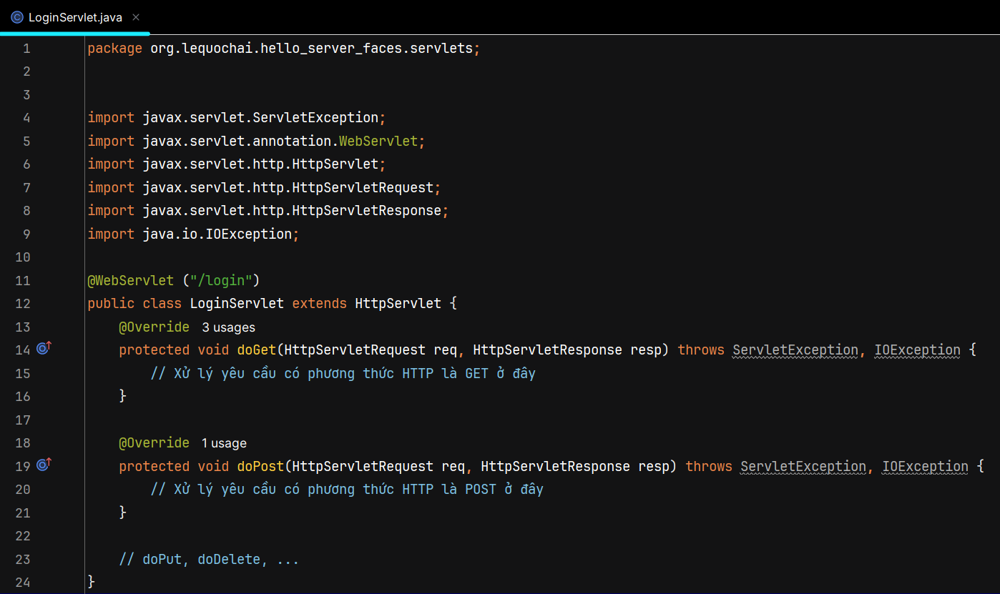 LoginServlet.java
1 package org.lequochai.hello_server_faces.servlets;
2
3
4 import javax.servlet.ServletException;
5 import javax.servlet.annotation.WebServlet;
6 import javax.servlet.http.HttpServlet;
7 import javax.servlet.http.HttpServletRequest;
8 import javax.servlet.http.HttpServletResponse;
9 import java.io.IOException;
10
11 @WebServlet ("/login")
12 public class LoginServlet extends HttpServlet {
13     @Override 3 usages
14     protected void doGet(HttpServletRequest req, HttpServletResponse resp) throws ServletException, IOException {
15         // Xử lý yêu cầu có phương thức HTTP là GET ở đây
16     }
17
18     @Override 1 usage
19     protected void doPost(HttpServletRequest req, HttpServletResponse resp) throws ServletException, IOException {
20         // Xử lý yêu cầu có phương thức HTTP là POST ở đây
21     }
22
23     // doPut, doDelete, ...
24 }